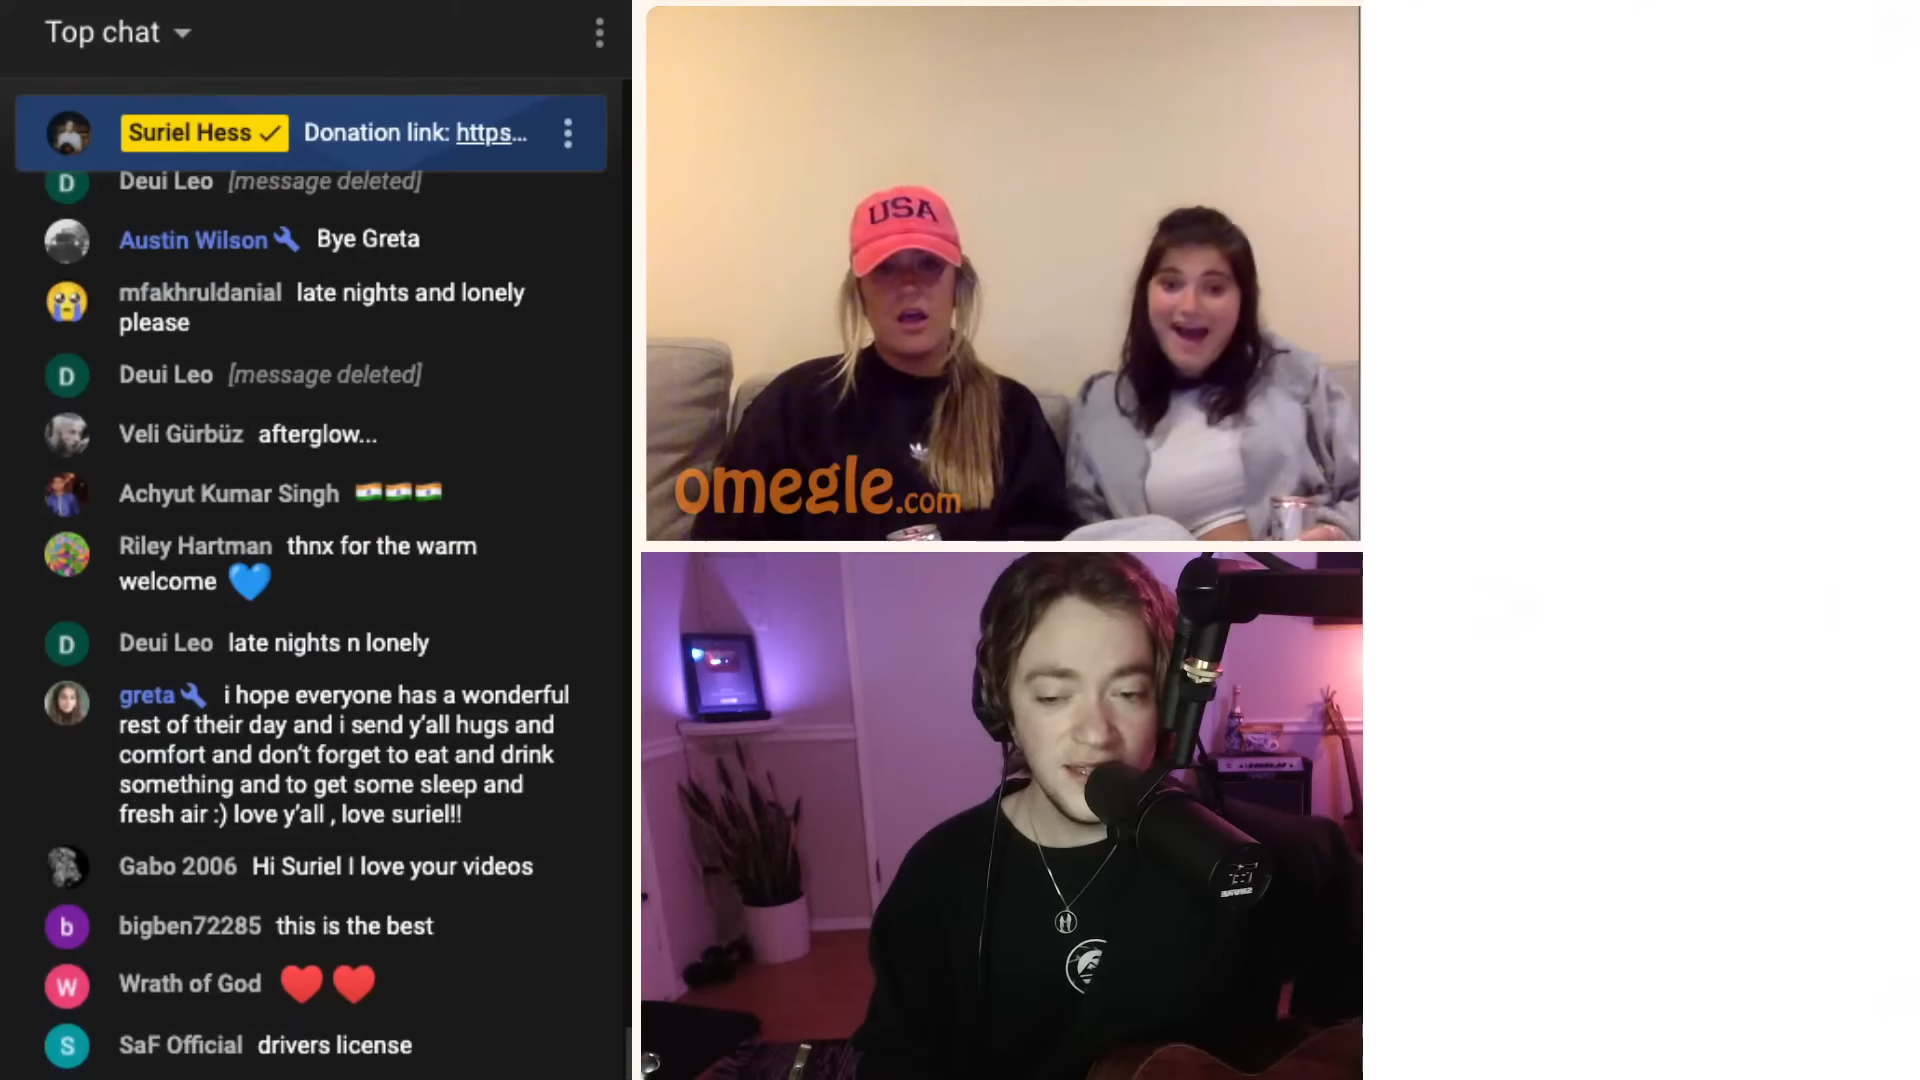 Top chat
Suriel Hess Donation link: https...
D Deui Leo [message deleted]
Austin Wilson Bye Greta
mfakhruldanial late nights and lonely
please
D Deui Leo [message deleted]
Veli Gürbüz afterglow...
Achyut Kumar Singh 🇮🇳🇮🇳🇮🇳
Riley Hartman thnx for the warm
welcome 💙
D Deui Leo late nights n lonely
greta i hope everyone has a wonderful
rest of their day and i send y'all hugs and
comfort and don't forget to eat and drink
something and to get some sleep and
fresh air :) love y'all , love suriel!!
Gabo 2006 Hi Suriel I love your videos
b bigben72285 this is the best
W Wrath of God ❤️ ❤️
S SaF Official drivers license
USA
omegle.com